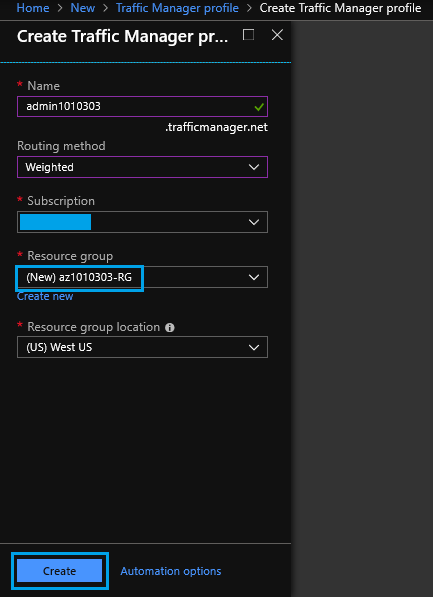 Home > New > Traffic Manager profile > Create Traffic Manager profile
Create Traffic Manager pr...
* Name
admin1010303
.trafficmanager.net
Routing method
Weighted
* Subscription
* Resource group
(New) az1010303-RG
Create new
* Resource group location
(US) West US
Create
Automation options